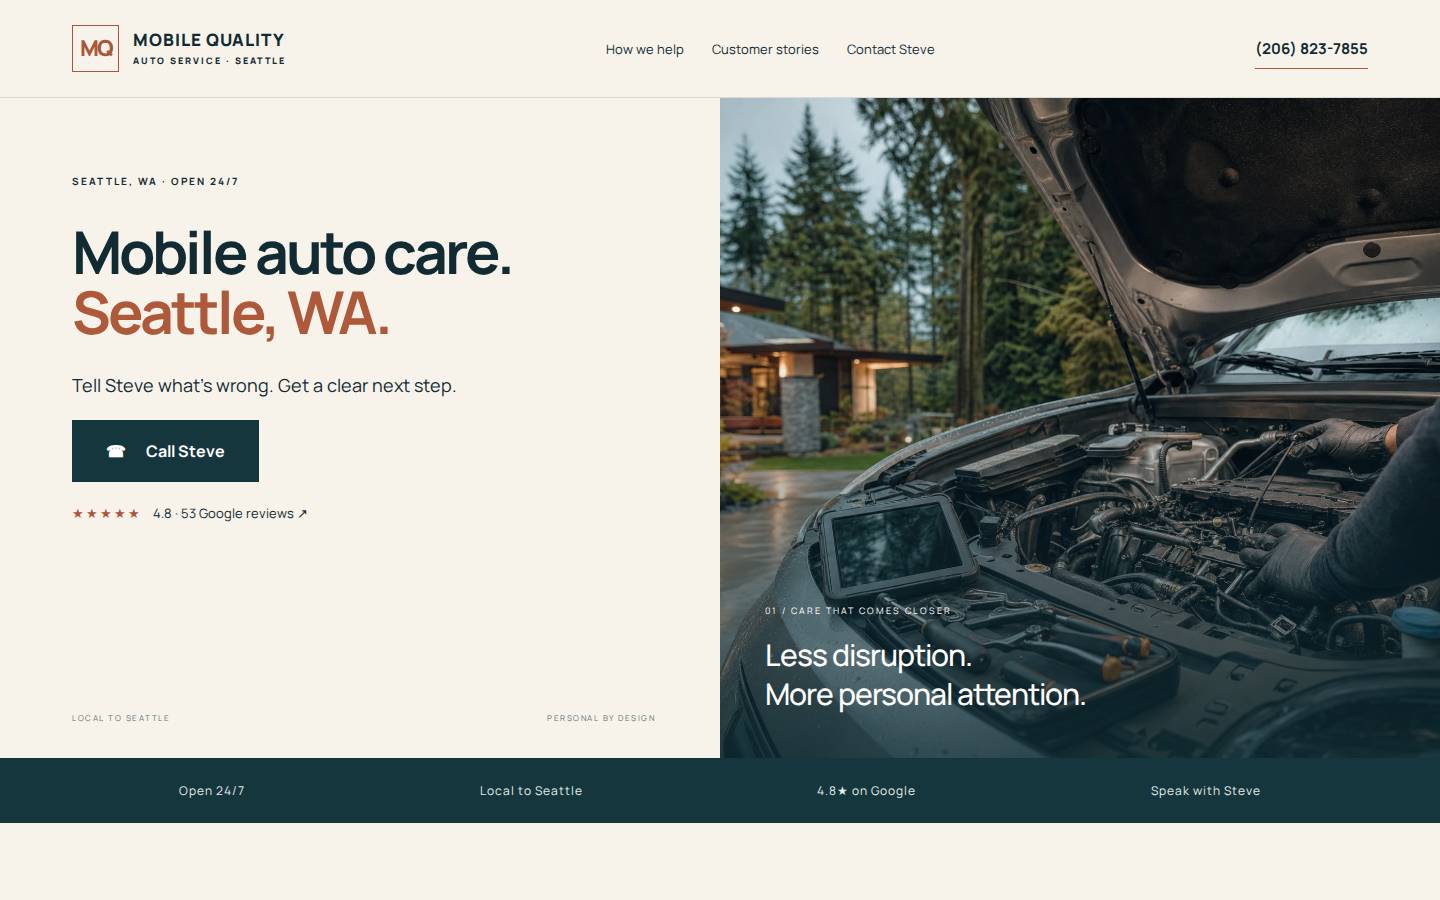 MQ
MOBILE QUALITY
AUTO SERVICE · SEATTLE
How we help
Customer stories
Contact Steve
(206) 823-7855
SEATTLE, WA · OPEN 24/7
Mobile auto care.
Seattle, WA.
Tell Steve what's wrong. Get a clear next step.
☎ Call Steve
★★★★★ 4.8 · 53 Google reviews ↗
LOCAL TO SEATTLE
PERSONAL BY DESIGN
01 / CARE THAT COMES CLOSER
Less disruption.
More personal attention.
Open 24/7
Local to Seattle
4.8★ on Google
Speak with Steve